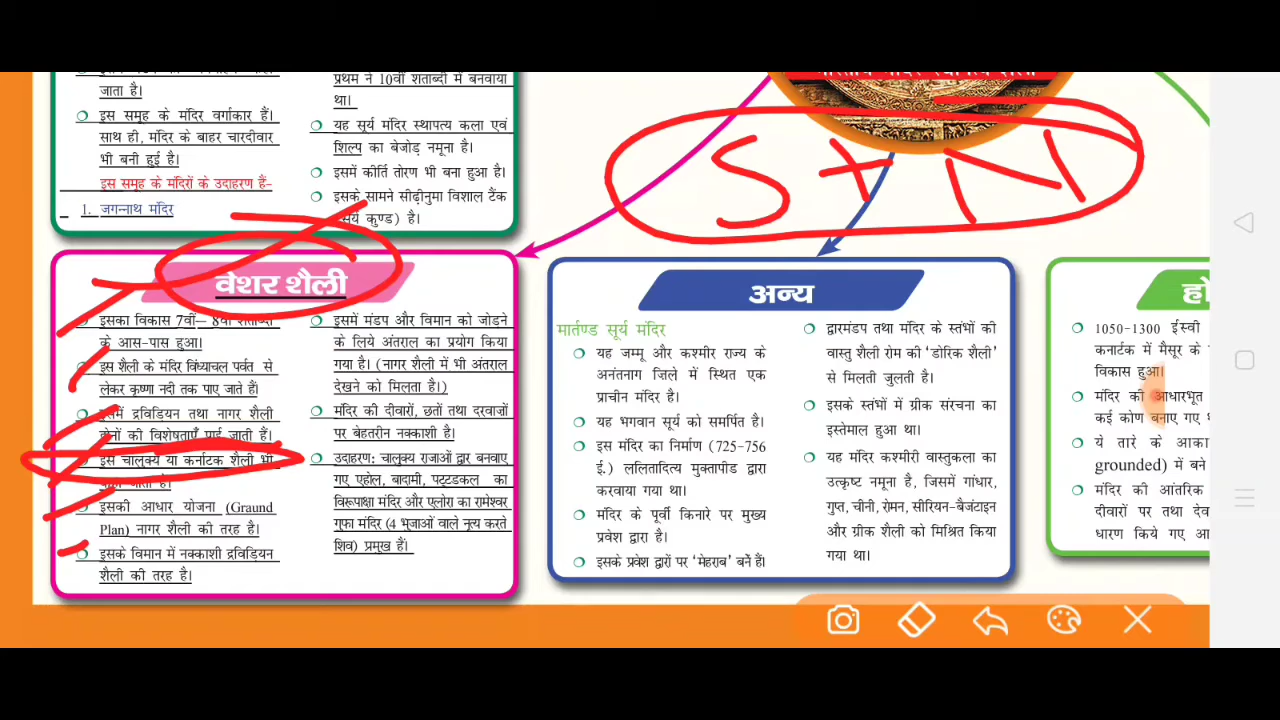 जाता है।
इस समूह के मंदिर वर्गाकार हैं।
साथ ही, मंदिर के बाहर चारदीवार
भी बनी हुई है।
इस समूह के मंदिरों के उदाहरण हैं-
1. जगन्नाथ मंदिर
प्रथम ने 10वीं शताब्दी में बनवाया
था।
यह सूर्य मंदिर स्थापत्य कला एवं
शिल्प का बेजोड़ नमूना है।
इसमें कीर्ति तोरण भी बना हुआ है।
इसके सामने सीढ़ीनुमा विशाल टैंक
कुण्ड) है।
S + N
वेशर शैली
इसका विकास 7वीं– 8वीं शताब्दी
के आस-पास हुआ।
इस शैली के मंदिर विंध्याचल पर्वत से
लेकर कृष्णा नदी तक पाए जाते हैं।
इसमें द्रविड़ियन तथा नागर शैली
दोनों की विशेषताएँ पाई जाती हैं।
इसे चालुक्य या कर्नाटक शैली भी
जाता है।
इसकी आधार योजना (Graund
Plan) नागर शैली की तरह है।
इसके विमान में नक्काशी द्रविड़ियन
शैली की तरह है।
इसमें मंडप और विमान को जोड़ने
के लिये अंतराल का प्रयोग किया
गया है। (नागर शैली में भी अंतराल
देखने को मिलता है।)
मंदिर की दीवारों, छतों तथा दरवाजों
पर बेहतरीन नक्काशी है।
उदाहरण: चालुक्य राजाओं द्वार बनवाए
गए एहोल, बादामी, पट्टडकल का
विरूपाक्षा मंदिर और एलोरा का रामेश्वर
गुफा मंदिर (4 भुजाओं वाले नृत्य करते
शिव) प्रमुख हैं।
अन्य
मार्तण्ड सूर्य मंदिर
यह जम्मू और कश्मीर राज्य के
अनंतनाग जिले में स्थित एक
प्राचीन मंदिर है।
यह भगवान सूर्य को समर्पित है।
इस मंदिर का निर्माण (725-756
ई.) ललितादित्य मुक्तापीड द्वारा
करवाया गया था।
मंदिर के पूर्वी किनारे पर मुख्य
प्रवेश द्वारा है।
इसके प्रवेश द्वारों पर ‘मेहराब’ बनें हैं।
द्वारमंडप तथा मंदिर के स्तंभों की
वास्तु शैली रोम की ‘डोरिक शैली’
से मिलती जुलती है।
इसके स्तंभों में ग्रीक संरचना का
इस्तेमाल हुआ था।
यह मंदिर कश्मीरी वास्तुकला का
उत्कृष्ट नमूना है, जिसमें गांधार,
गुप्त, चीनी, रोमन, सीरियन-बैजंटाइन
और ग्रीक शैली को मिश्रित किया
गया था।
हो
1050-1300 ईस्वी
कनार्टक में मैसूर के
विकास हुआ।
मंदिर की आधारभूत
कई कोण बनाए गए
ये तारे के आका
grounded) में बने
मंदिर की आंतरिक
दीवारों पर तथा देव
धारण किये गए आ